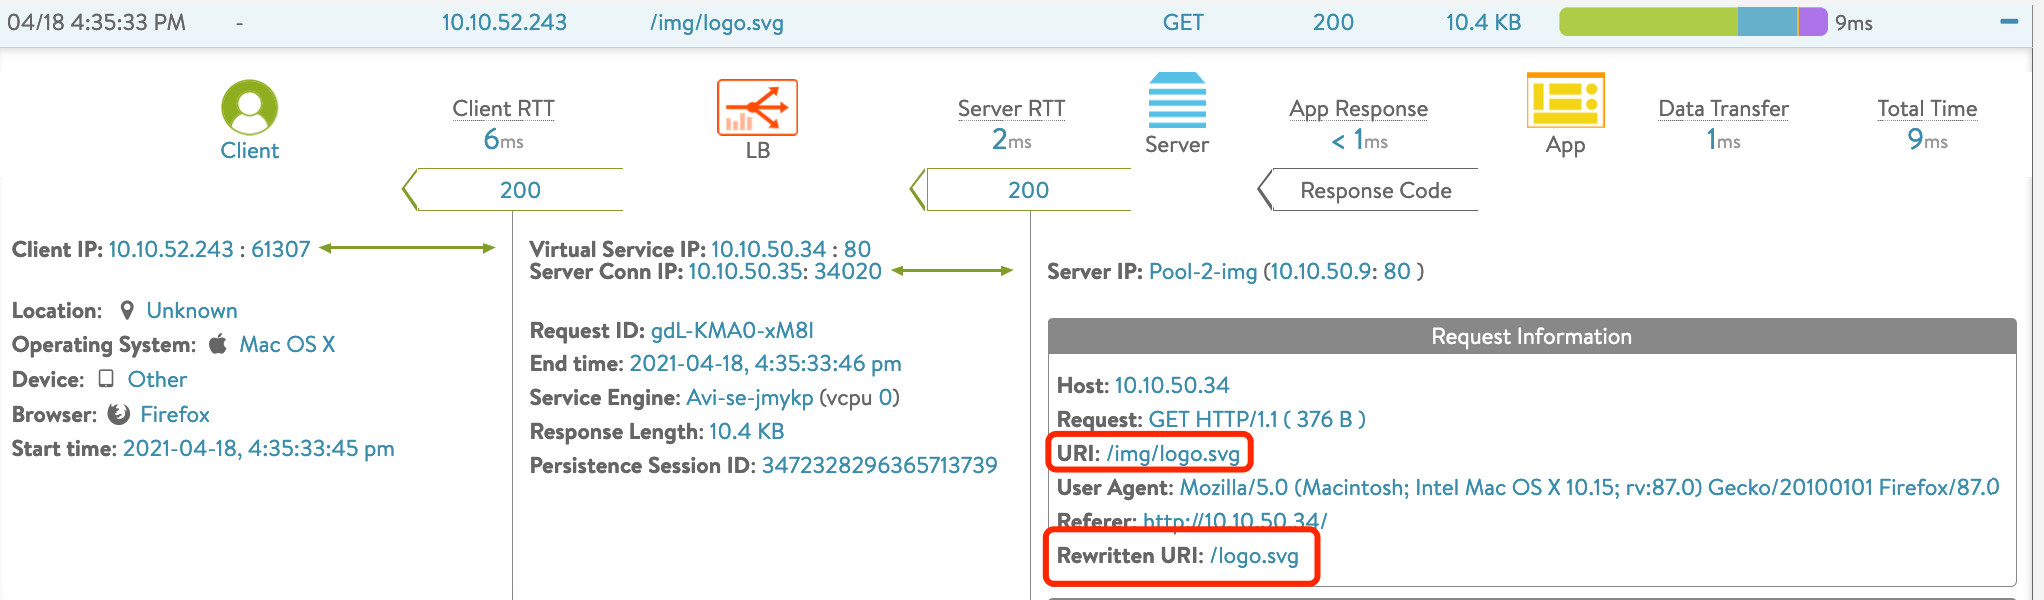 04/18 4:35:33 PM - 10.10.52.243 /img/logo.svg GET 200 10.4 KB 9ms
Client RTT Server RTT App Response Data Transfer Total Time
6ms 2ms < 1ms 1ms 9ms
Client LB Server App
200 200 Response Code
Client IP: 10.10.52.243 : 61307
Location: Unknown
Operating System: Mac OS X
Device: Other
Browser: Firefox
Start time: 2021-04-18, 4:35:33:45 pm
Virtual Service IP: 10.10.50.34 : 80
Server Conn IP: 10.10.50.35: 34020
Request ID: gdL-KMA0-xM8I
End time: 2021-04-18, 4:35:33:46 pm
Service Engine: Avi-se-jmykp (vcpu 0)
Response Length: 10.4 KB
Persistence Session ID: 3472328296365713739
Server IP: Pool-2-img (10.10.50.9: 80 )
Request Information
Host: 10.10.50.34
Request: GET HTTP/1.1 ( 376 B )
URI: /img/logo.svg
User Agent: Mozilla/5.0 (Macintosh; Intel Mac OS X 10.15; rv:87.0) Gecko/20100101 Firefox/87.0
Referer: http://10.10.50.34/
Rewritten URI: /logo.svg